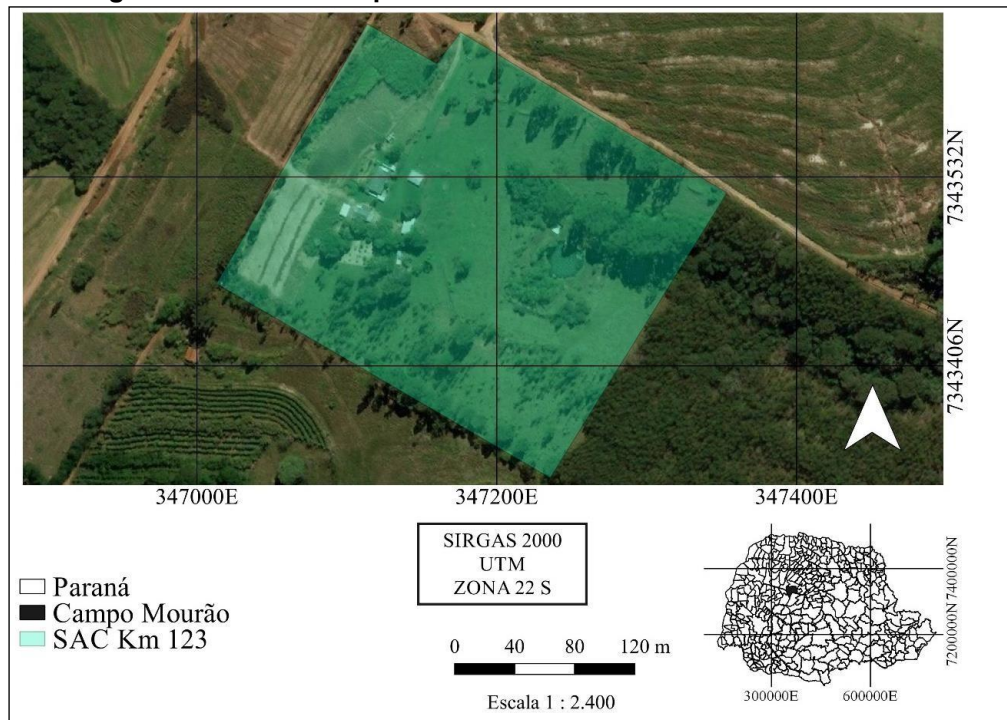 7343532N
7343406N
347000E
347200E
347400E
SIRGAS 2000
UTM
ZONA 22 S
Paraná
Campo Mourão
SAC Km 123
0 40 80 120 m
Escala 1 : 2.400
7400000N
7200000N
300000E
600000E